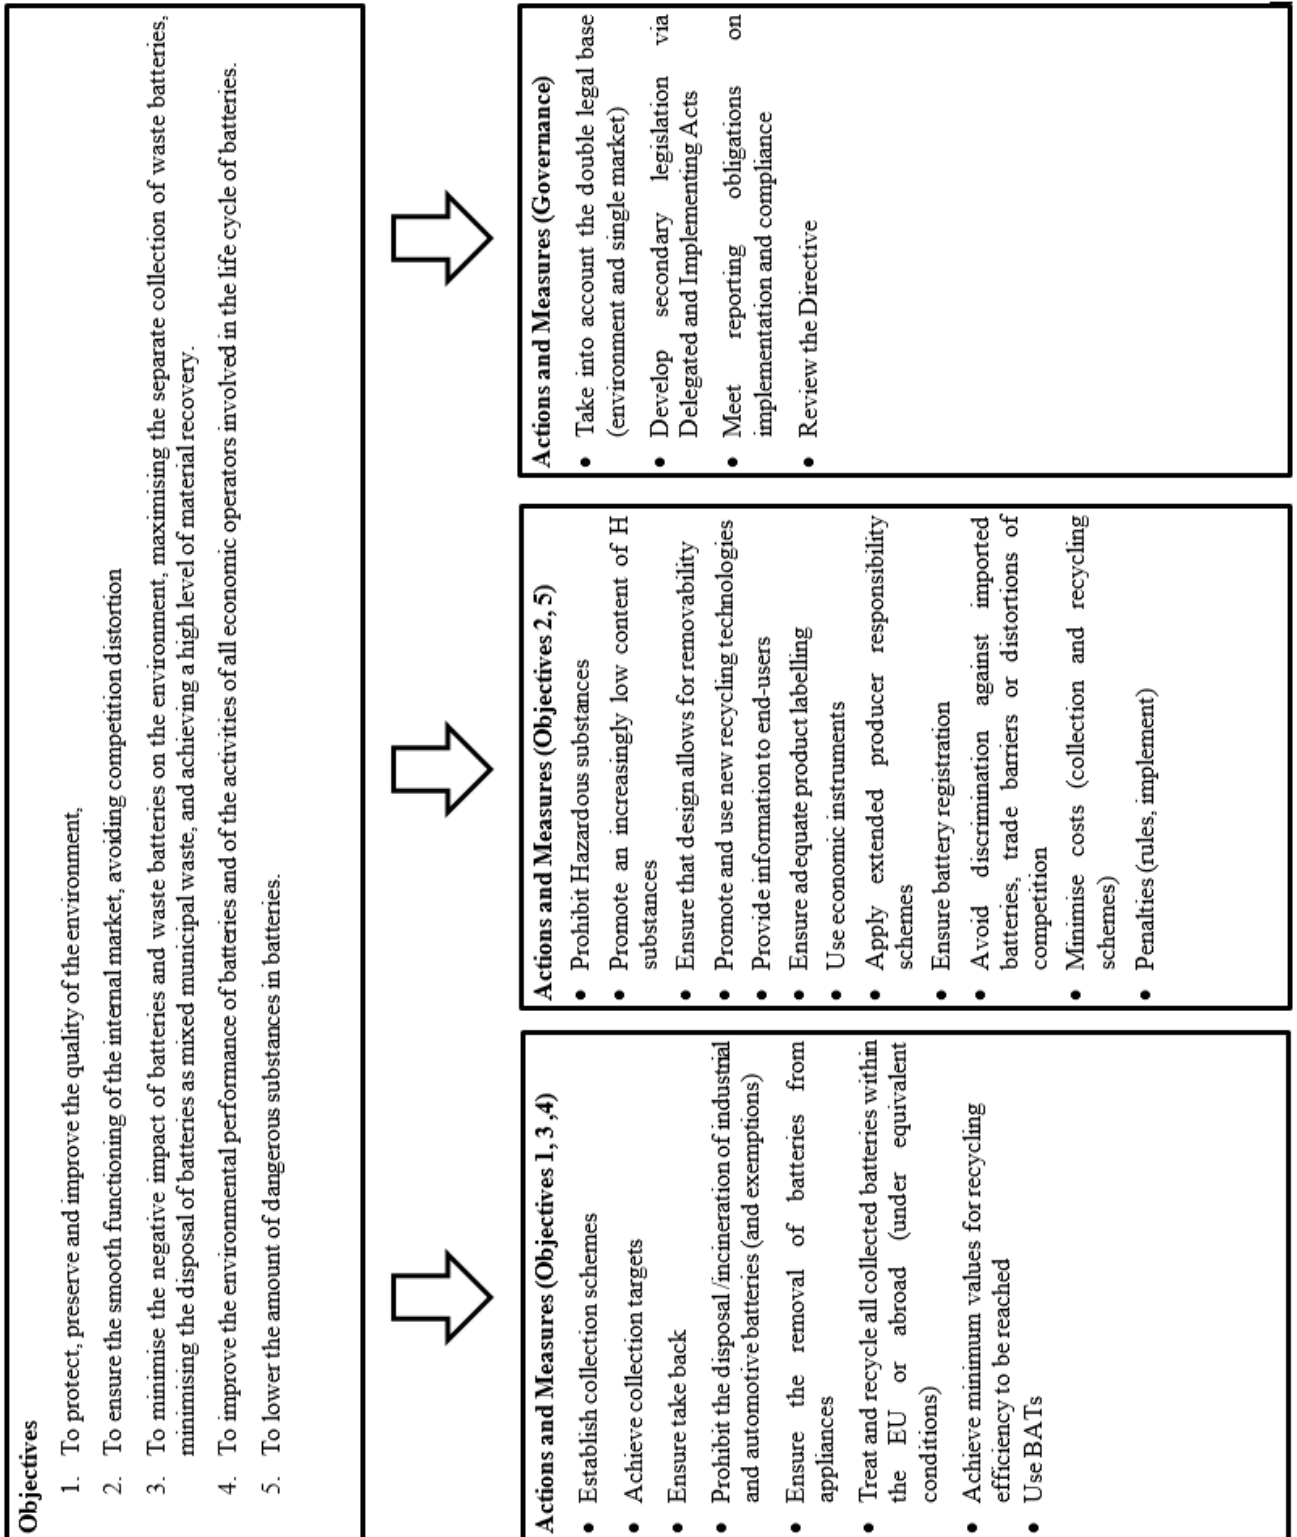 Objectives
1. To protect, preserve and improve the quality of the environment,
2. To ensure the smooth functioning of the internal market, avoiding competition distortion
3. To minimise the negative impact of batteries and waste batteries on the environment, maximising the separate collection of waste batteries,
minimising the disposal of batteries as mixed municipal waste, and achieving a high level of material recovery.
4. To improve the environmental performance of batteries and of the activities of all economic operators involved in the life cycle of batteries.
5. To lower the amount of dangerous substances in batteries.
Actions and Measures (Objectives 1, 3 ,4)
• Establish collection schemes
• Achieve collection targets
• Ensure take back
• Prohibit the disposal /incineration of industrial
and automotive batteries (and exemptions)
• Ensure the removal of batteries from
appliances
• Treat and recycle all collected batteries within
the EU or abroad (under equivalent
conditions)
• Achieve minimum values for recycling
efficiency to be reached
• Use BATs
Actions and Measures (Objectives 2, 5)
• Prohibit Hazardous substances
• Promote an increasingly low content of H
substances
• Ensure that design allows for removability
• Promote and use new recycling technologies
• Provide information to end-users
• Ensure adequate product labelling
• Use economic instruments
• Apply extended producer responsibility
schemes
• Ensure battery registration
• Avoid discrimination against imported
batteries, trade barriers or distortions of
competition
• Minimise costs (collection and recycling
schemes)
• Penalties (rules, implement)
Actions and Measures (Governance)
• Take into account the double legal base
(environment and single market)
• Develop secondary legislation via
Delegated and Implementing Acts
• Meet reporting obligations on
implementation and compliance
• Review the Directive